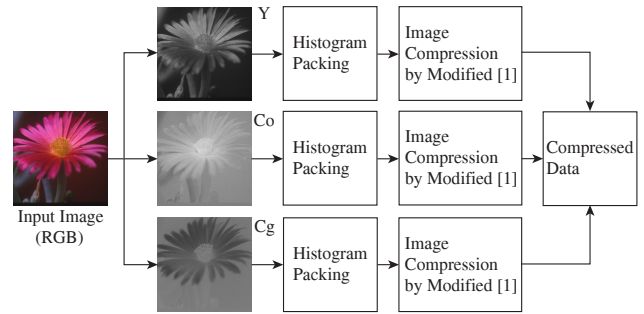 Y
Histogram
Packing
Image
Compression
by Modified [1]
Input Image
(RGB)
Co
Histogram
Packing
Image
Compression
by Modified [1]
Compressed
Data
Cg
Histogram
Packing
Image
Compression
by Modified [1]